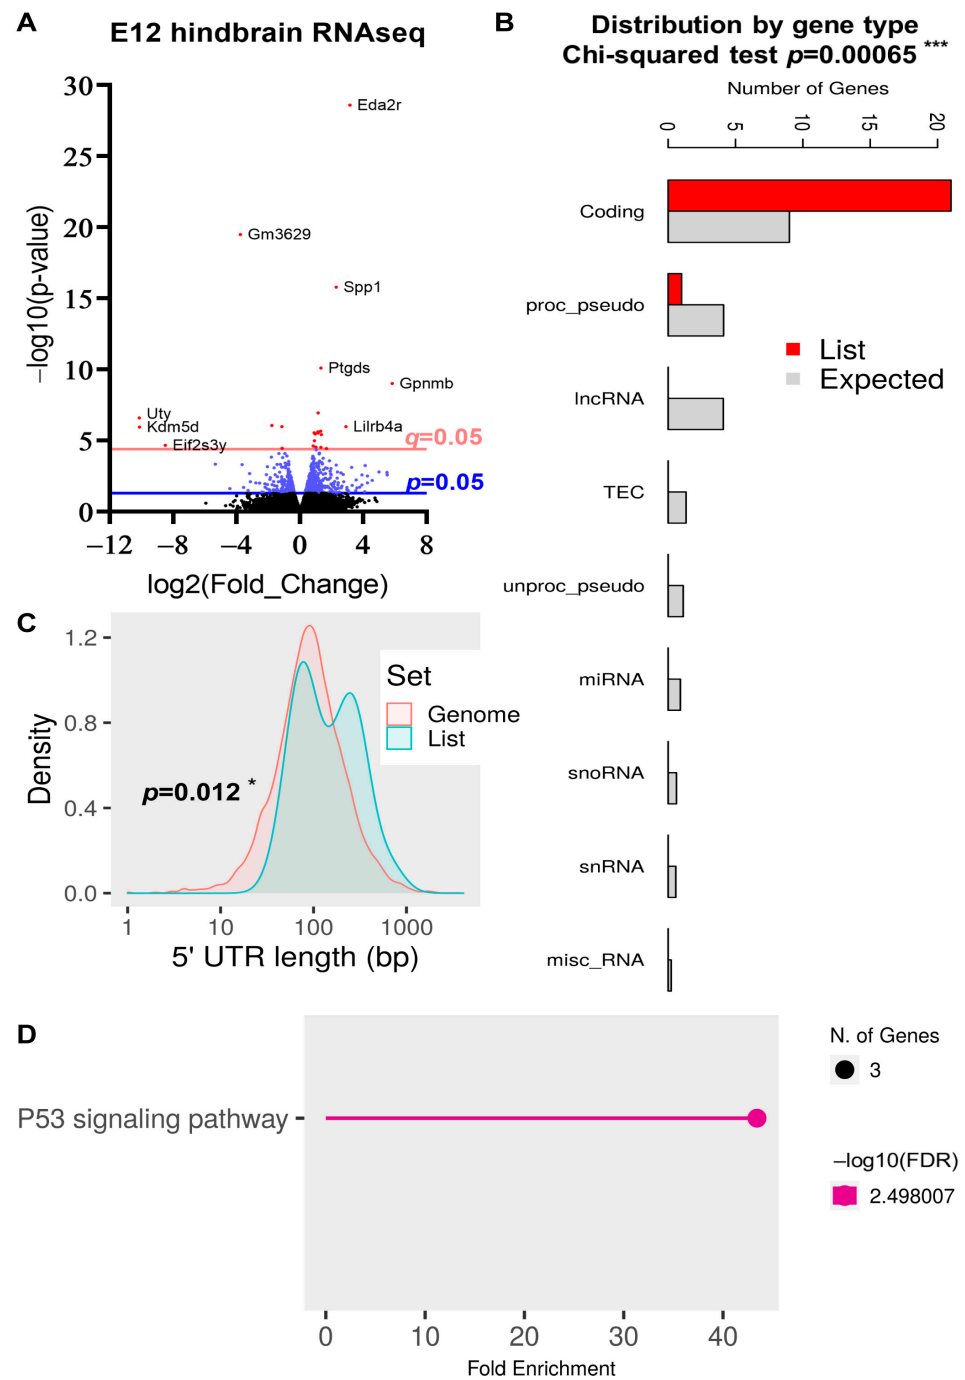 A
E12 hindbrain RNAseq
−log10(p-value)
30
25
20
15
10
5
0
Eda2r
Gm3629
Spp1
Ptgds
Gpnmb
Uty
Kdm5d
Lilrb4a
Eif2s3y
q=0.05
p=0.05
−12
−8
−4
0
4
8
log2(Fold_Change)
B
Distribution by gene type
Chi-squared test p=0.00065 ***
Number of Genes
0
5
10
15
20
Coding
proc_pseudo
lncRNA
TEC
unproc_pseudo
miRNA
snoRNA
snRNA
misc_RNA
List
Expected
C
Density
1.2
0.8
0.4
0.0
p=0.012 *
Set
Genome
List
1
10
100
1000
5' UTR length (bp)
D
P53 signaling pathway
0
10
20
30
40
Fold Enrichment
N. of Genes
3
−log10(FDR)
2.498007